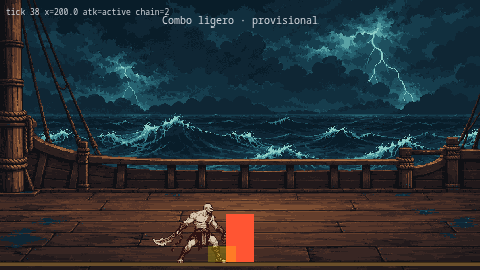 tick 38 x=200.0 atk=active chain=2
Combo ligero · provisional